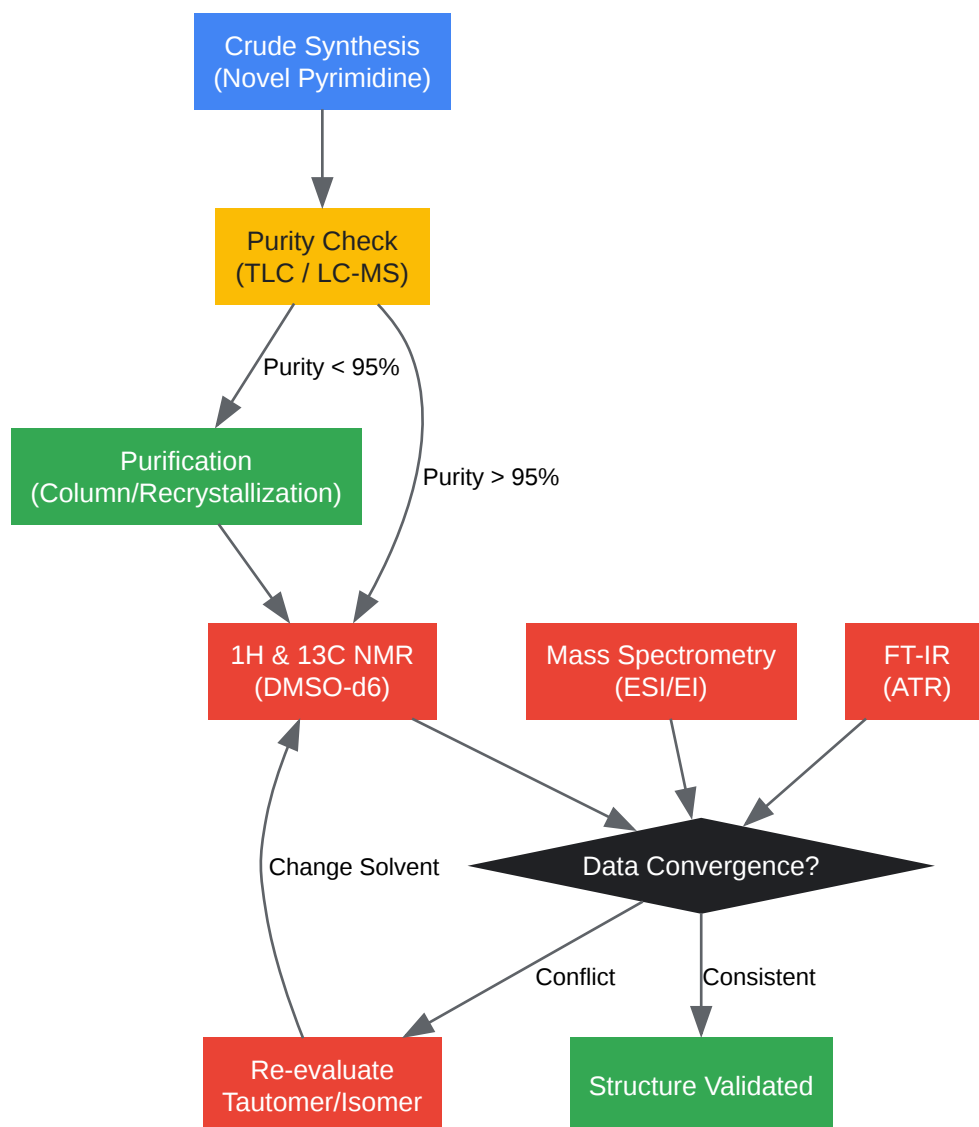 Crude Synthesis
(Novel Pyrimidine)
Purity Check
(TLC / LC-MS)
Purity < 95%
Purification
(Column/Recrystallization)
Purity > 95%
1H & 13C NMR
(DMSO-d6)
Mass Spectrometry
(ESI/EI)
FT-IR
(ATR)
Data Convergence?
Change Solvent
Conflict
Consistent
Re-evaluate
Tautomer/Isomer
Structure Validated